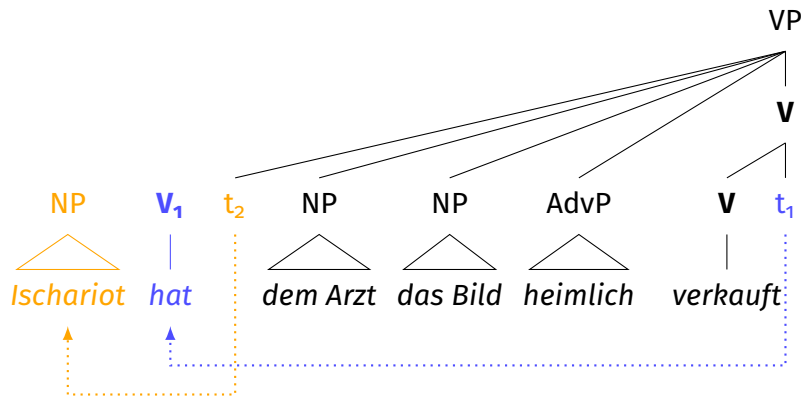 VP
V
NP V₁ t₂ NP NP AdvP V t₁
Ischariot hat dem Arzt das Bild heimlich verkauft